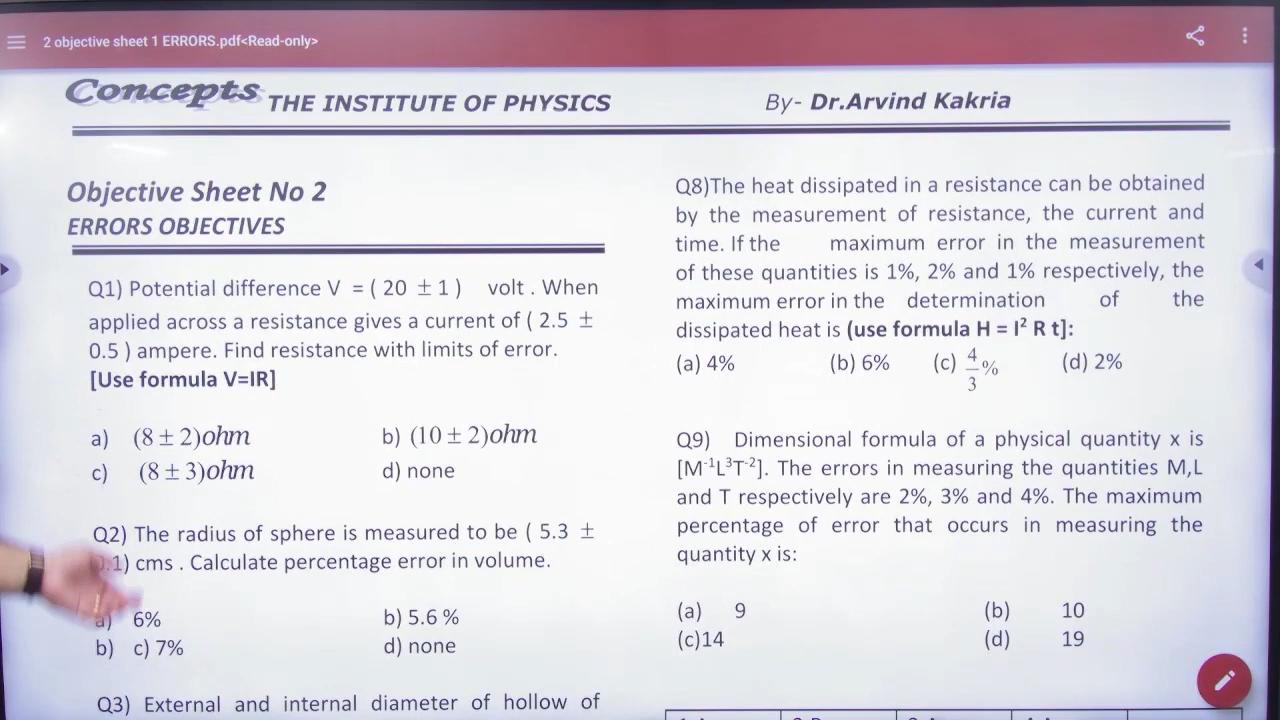 2 objective sheet 1 ERRORS.pdf<Read-only>
Concepts THE INSTITUTE OF PHYSICS By- Dr.Arvind Kakria
Objective Sheet No 2
ERRORS OBJECTIVES
Q1) Potential difference V = ( 20 ± 1 ) volt . When
applied across a resistance gives a current of ( 2.5 ±
0.5 ) ampere. Find resistance with limits of error.
[Use formula V=IR]
a) (8 ± 2)ohm b) (10 ± 2)ohm
c) (8 ± 3)ohm d) none
Q2) The radius of sphere is measured to be ( 5.3 ±
0.1) cms . Calculate percentage error in volume.
a) 6% b) 5.6 %
b) c) 7% d) none
Q3) External and internal diameter of hollow of
Q8)The heat dissipated in a resistance can be obtained
by the measurement of resistance, the current and
time. If the maximum error in the measurement
of these quantities is 1%, 2% and 1% respectively, the
maximum error in the determination of the
dissipated heat is (use formula H = I² R t]:
(a) 4% (b) 6% (c) 4/3 % (d) 2%
Q9) Dimensional formula of a physical quantity x is
[M⁻¹L³T⁻²]. The errors in measuring the quantities M,L
and T respectively are 2%, 3% and 4%. The maximum
percentage of error that occurs in measuring the
quantity x is:
(a) 9 (b) 10
(c)14 (d) 19